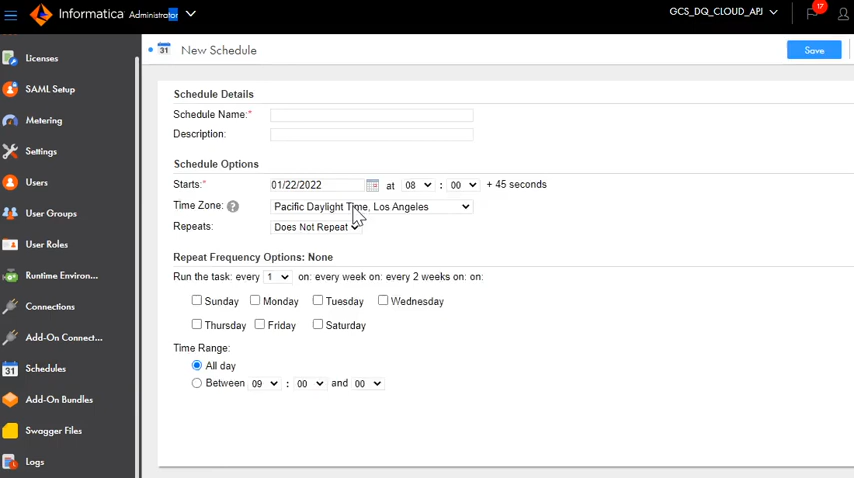 Informatica Administrator
GCS_DQ_CLOUD_APJ
17
Licenses
SAML Setup
Metering
Settings
Users
User Groups
User Roles
Runtime Environ...
Connections
Add-On Connect...
31 Schedules
Add-On Bundles
Swagger Files
Logs
31 New Schedule
Save
Schedule Details
Schedule Name:*
Description:
Schedule Options
Starts:* 01/22/2022 at 08 : 00 + 45 seconds
Time Zone: ? Pacific Daylight Time, Los Angeles
Repeats: Does Not Repeat
Repeat Frequency Options: None
Run the task: every 1 on: every week on: every 2 weeks on: on:
Sunday Monday Tuesday Wednesday
Thursday Friday Saturday
Time Range:
All day
Between 09 : 00 and 00